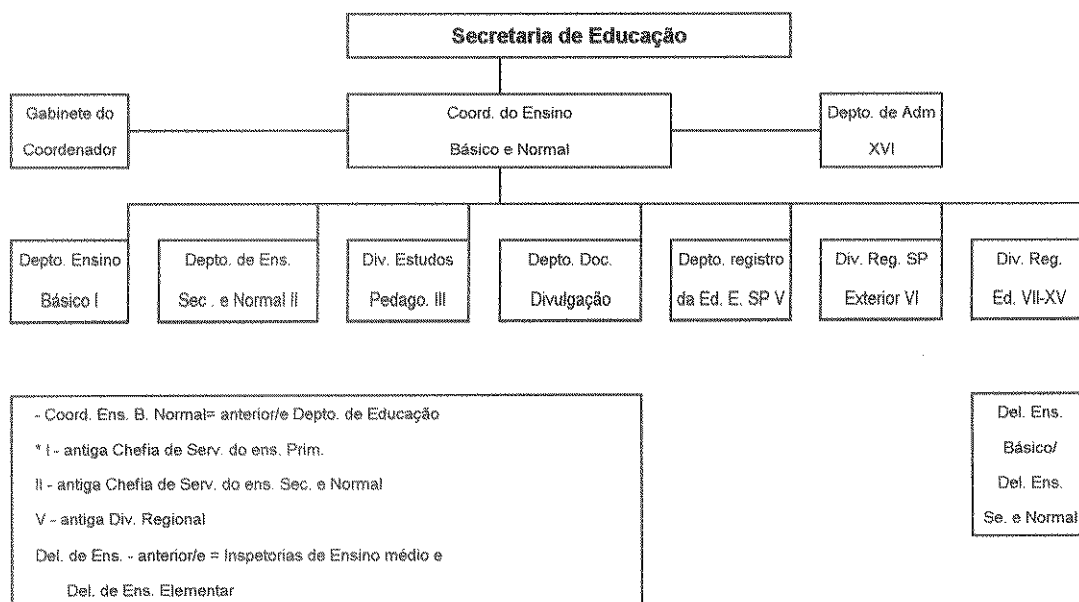 Secretaria de Educação
Gabinete do
Coordenador
Coord. do Ensino
Básico e Normal
Depto. de Adm
XVI
Depto. Ensino
Básico I
Depto. de Ens.
Sec . e Normal II
Div. Estudos
Pedago. III
Depto. Doc.
Divulgação
Depto. registro
da Ed. E. SP V
Div. Reg. SP
Exterior VI
Div. Reg.
Ed. VII-XV
- Coord. Ens. B. Normal= anterior/e Depto. de Educação
* I - antiga Chefia de Serv. do ens. Prim.
II - antiga Chefia de Serv. do ens. Sec. e Normal
V - antiga Div. Regional
Del. de Ens. - anterior/e = Inspetorias de Ensino médio e
Del. de Ens. Elementar
Del. Ens.
Básico/
Del. Ens.
Se. e Normal